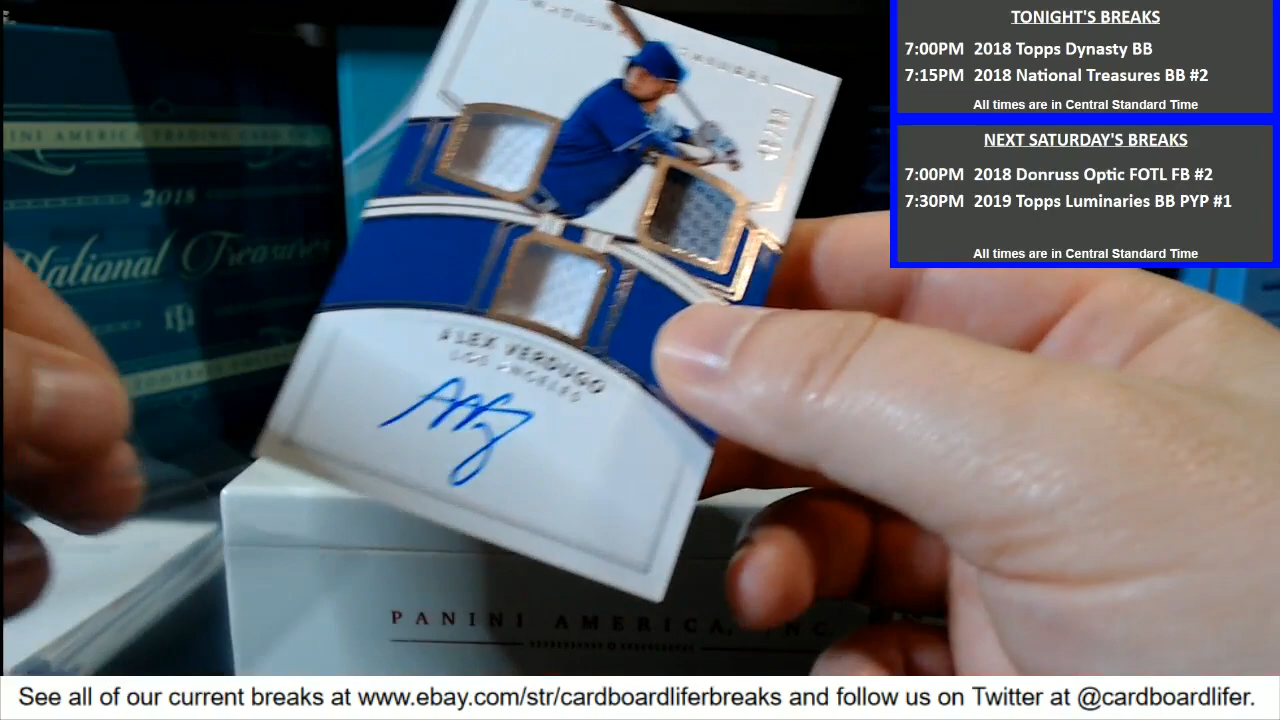 TONIGHT'S BREAKS
7:00PM 2018 Topps Dynasty BB
7:15PM 2018 National Treasures BB #2
All times are in Central Standard Time
NEXT SATURDAY'S BREAKS
7:00PM 2018 Donruss Optic FOTL FB #2
7:30PM 2019 Topps Luminaries BB PYP #1
All times are in Central Standard Time
2018
National Treasures
ALEX VERDUGO
LOS ANGELES
PANINI AMERICA, INC.
See all of our current breaks at www.ebay.com/str/cardboardliferbreaks and follow us on Twitter at @cardboardlifer.